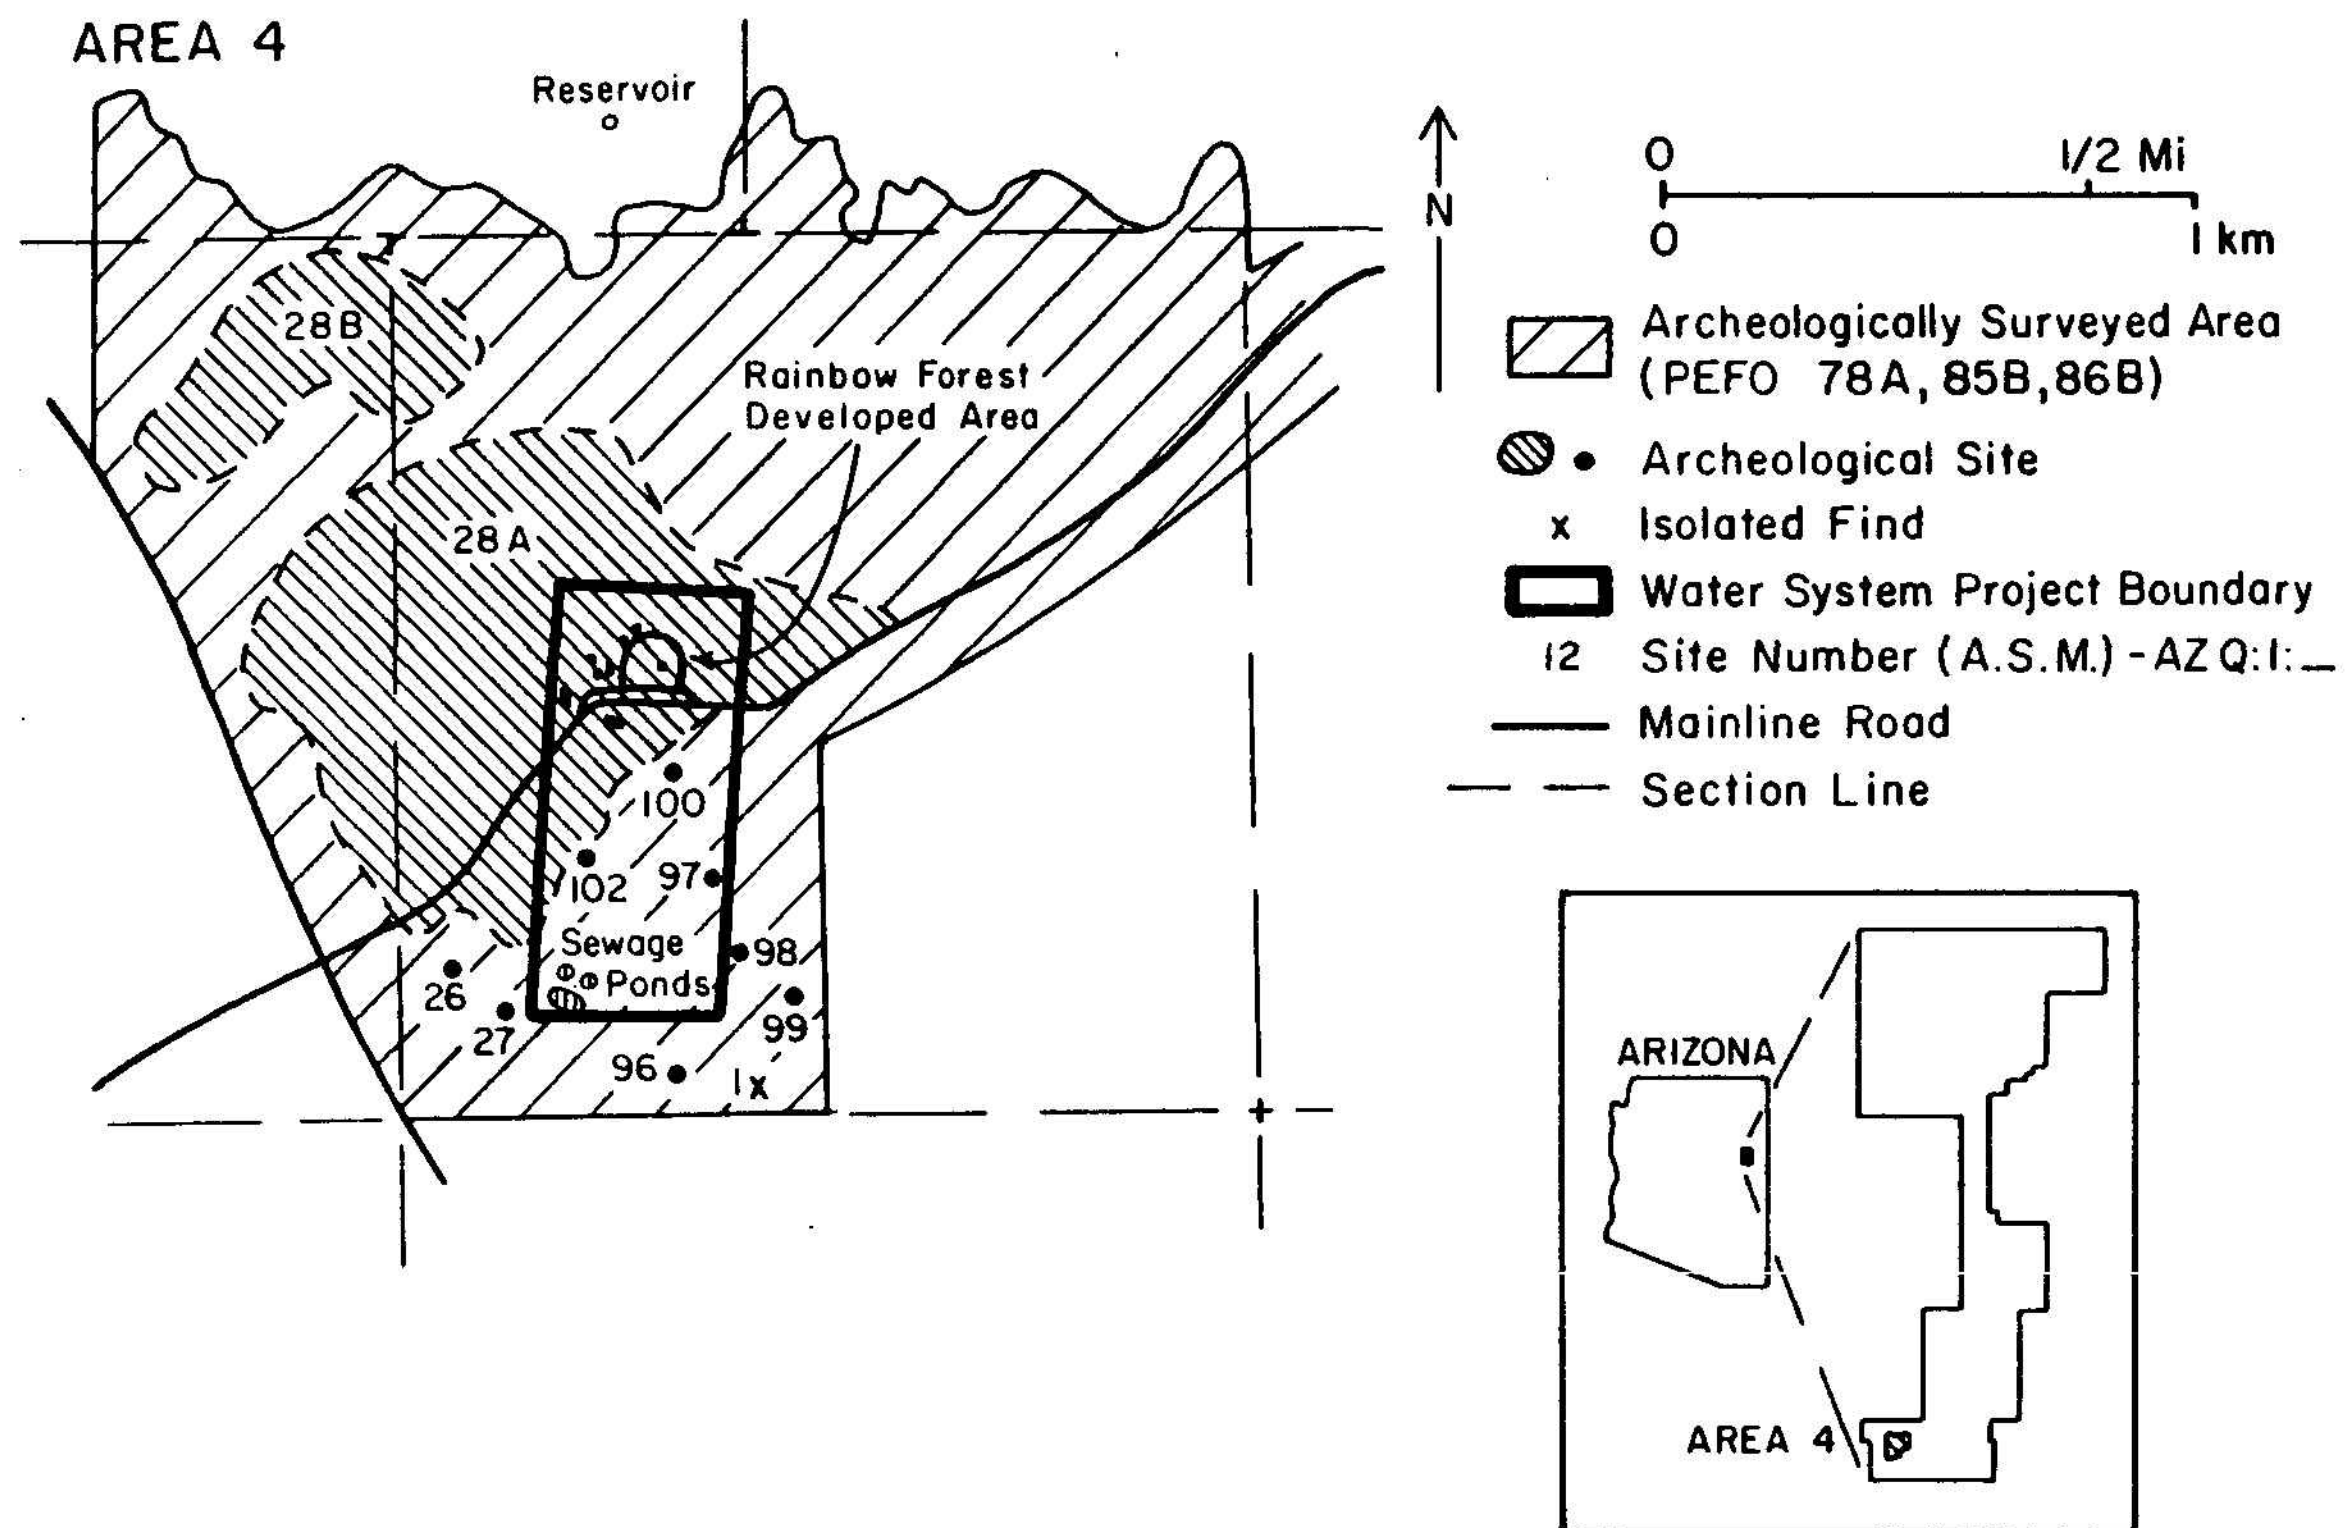 AREA 4
Reservoir
28B
Rainbow Forest
Developed Area
28A
100
102
97
Sewage
Ponds
98
26
99
27
96
1 x
N
0
1/2 Mi
0
1 km
Archeologically Surveyed Area
(PEFO 78A, 85B, 86B)
Archeological Site
x Isolated Find
Water System Project Boundary
12 Site Number (A.S.M.) - AZ Q:1:_
Mainline Road
Section Line
ARIZONA
AREA 4